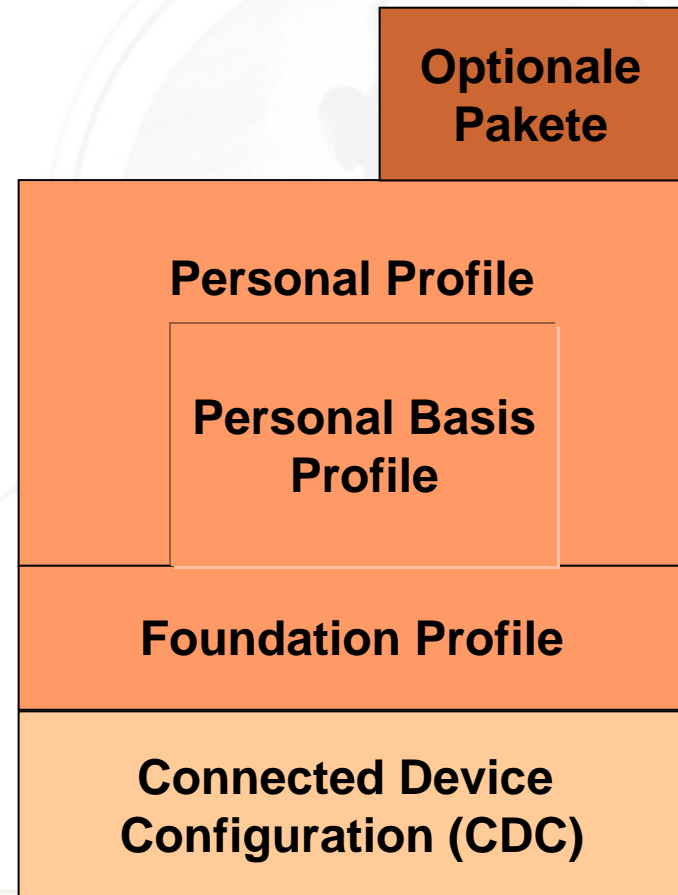 Optionale
Pakete
Personal Profile
Personal Basis
Profile
Foundation Profile
Connected Device
Configuration (CDC)